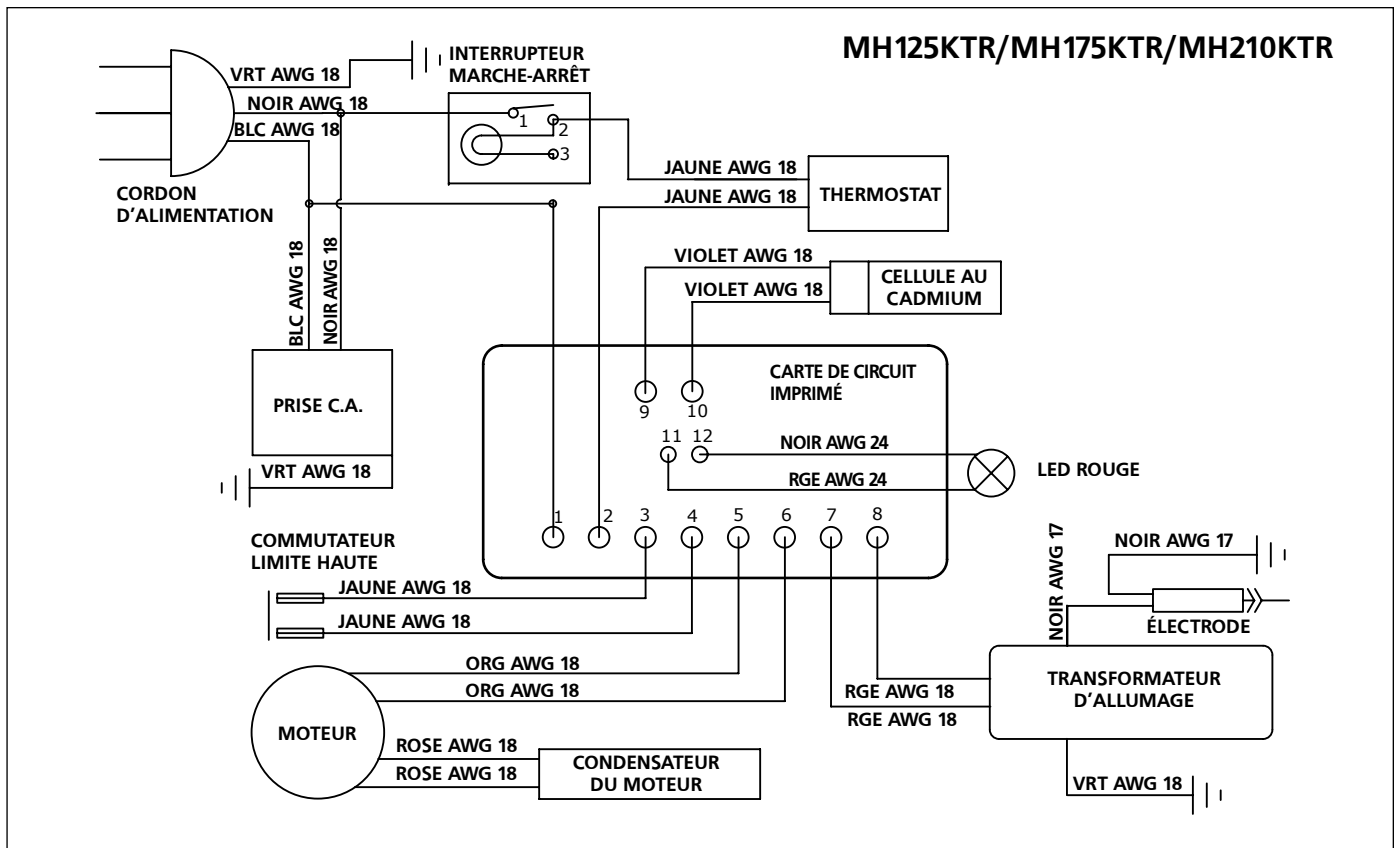 MH125KTR/MH175KTR/MH210KTR
INTERRUPTEUR
MARCHE-ARRÊT
VRT AWG 18
NOIR AWG 18
BLC AWG 18
1
2
3
CORDON
D'ALIMENTATION
JAUNE AWG 18
JAUNE AWG 18
THERMOSTAT
BLC AWG 18
NOIR AWG 18
VIOLET AWG 18
VIOLET AWG 18
CELLULE AU
CADMIUM
PRISE C.A.
VRT AWG 18
CARTE DE CIRCUIT
IMPRIMÉ
9
10
11
12
NOIR AWG 24
RGE AWG 24
LED ROUGE
1
2
3
4
5
6
7
8
COMMUTATEUR
LIMITE HAUTE
JAUNE AWG 18
JAUNE AWG 18
NOIR AWG 17
NOIR AWG 17
ÉLECTRODE
ORG AWG 18
ORG AWG 18
RGE AWG 18
RGE AWG 18
TRANSFORMATEUR
D'ALLUMAGE
MOTEUR
ROSE AWG 18
ROSE AWG 18
CONDENSATEUR
DU MOTEUR
VRT AWG 18